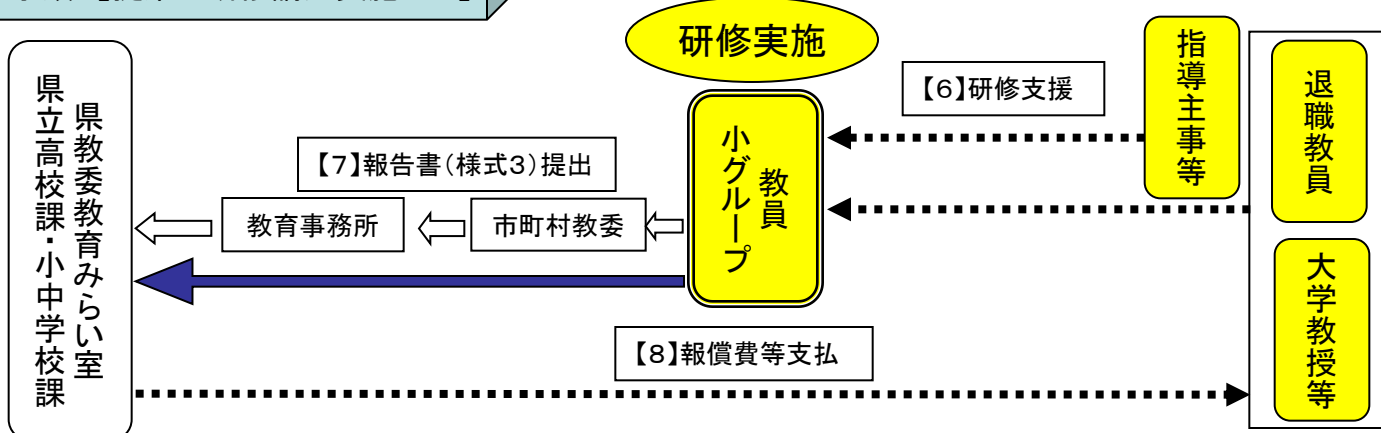 研修実施
県教委教育みらい室
県立高校課・小中学校課
【7】報告書(様式3)提出
教育事務所
市町村教委
教員
小グループ
【6】研修支援
指導主事等
退職教員
大学教授等
【8】報償費等支払